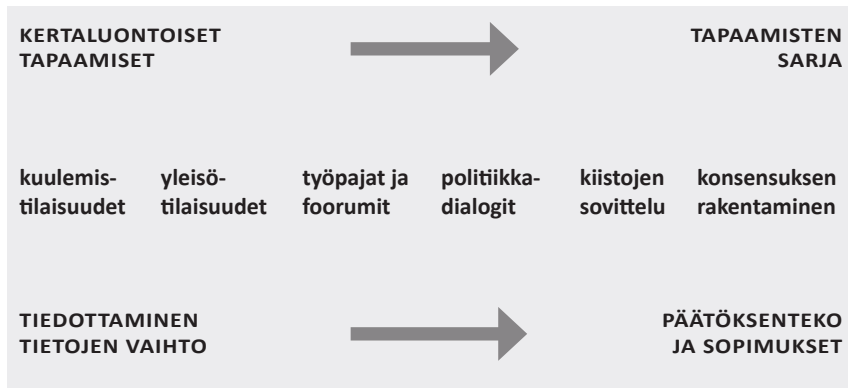 KERTALUONTOISET
TAPAAMISET
TAPAAMISTEN
SARJA
kuulemis-
tilaisuudet
yleisö-
tilaisuudet
työpajat ja
foorumit
politiikka-
dialogit
kiistojen
sovittelu
konsensuksen
rakentaminen
TIEDOTTAMINEN
TIETOJEN VAIHTO
PÄÄTÖKSENTEKO
JA SOPIMUKSET